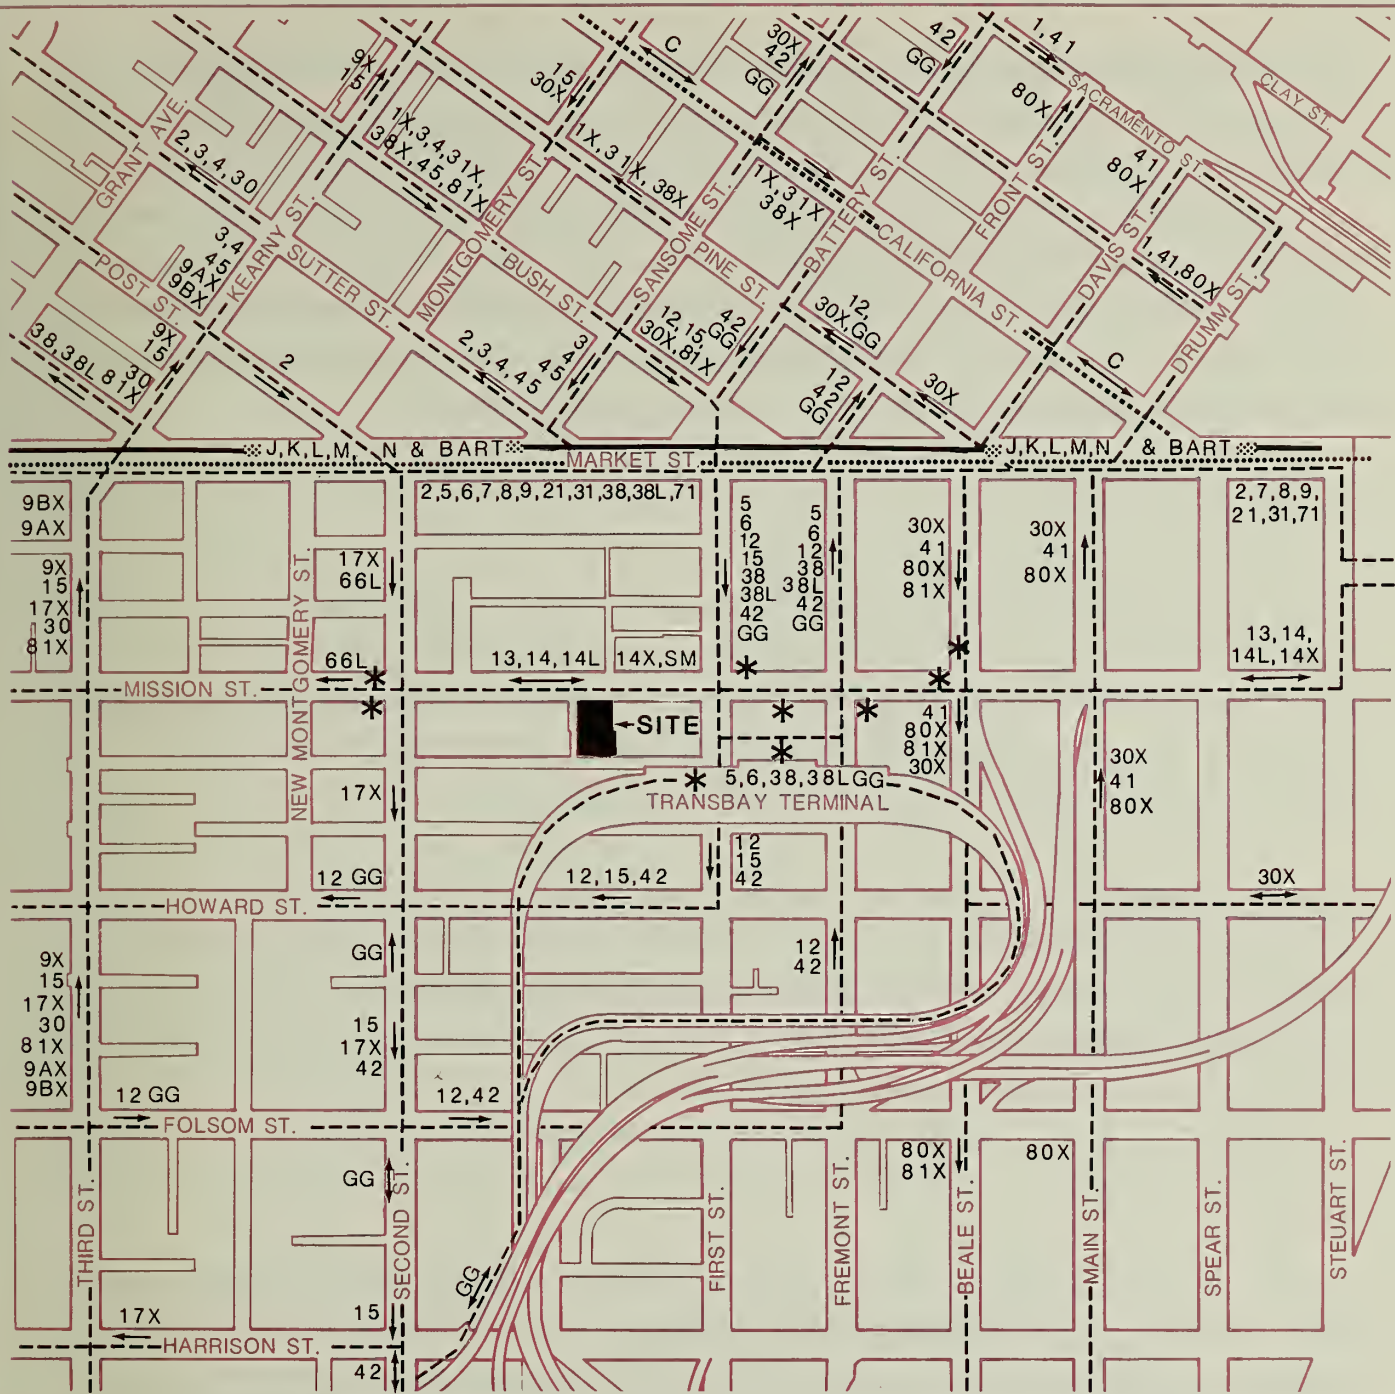 9X
15
15
30X
C
30X
42
GG
42
GG
1,41
SACRAMENTO ST.
CLAY ST.
80X
41
80X
GRANT AVE.
2,3,4,30
1X,3,4,31X,
38X,45,81X
MONTGOMERY ST.
1X,31X,38X
SANSOME ST.
1X,31X
38X
BATTERY ST.
FRONT ST.
DAVIS ST.
1,41,80X
DRUMM ST.
POST ST.
3,4
45
9AX
9BX
KEARNY ST.
SUTTER ST.
BUSH ST.
PINE ST.
CALIFORNIA ST.
38,38L 81X
9X
15
30
2
2,3,4,45
3
4
45
12,15,
30X,81X
42
GG
12,
30X,GG
12
42
GG
30X
C
J,K,L,M, N & BART
MARKET ST.
J,K,L,M,N & BART
9BX
9AX
2,5,6,7,8,9,21,31,38,38L,71
2,7,8,9,
21,31,71
9X
15
17X
30
81X
17X
66L
NEW MONTGOMERY ST.
5
6
12
15
38
38L
42
GG
5
6
12
38
38L
42
GG
30X
41
80X
81X
30X
41
80X
66L
13,14,14L
14X,SM
13,14,
14L,14X
MISSION ST.
SITE
41
80X
81X
30X
30X
41
80X
17X
5,6,38,38L GG
TRANSBAY TERMINAL
12
15
42
12 GG
12,15,42
30X
HOWARD ST.
9X
15
17X
30
81X
9AX
9BX
GG
15
17X
42
12
42
12 GG
12,42
FOLSOM ST.
GG
80X
81X
80X
THIRD ST.
SECOND ST.
GG
FIRST ST.
FREMONT ST.
BEALE ST.
MAIN ST.
SPEAR ST.
STEUART ST.
17X
15
HARRISON ST.
42